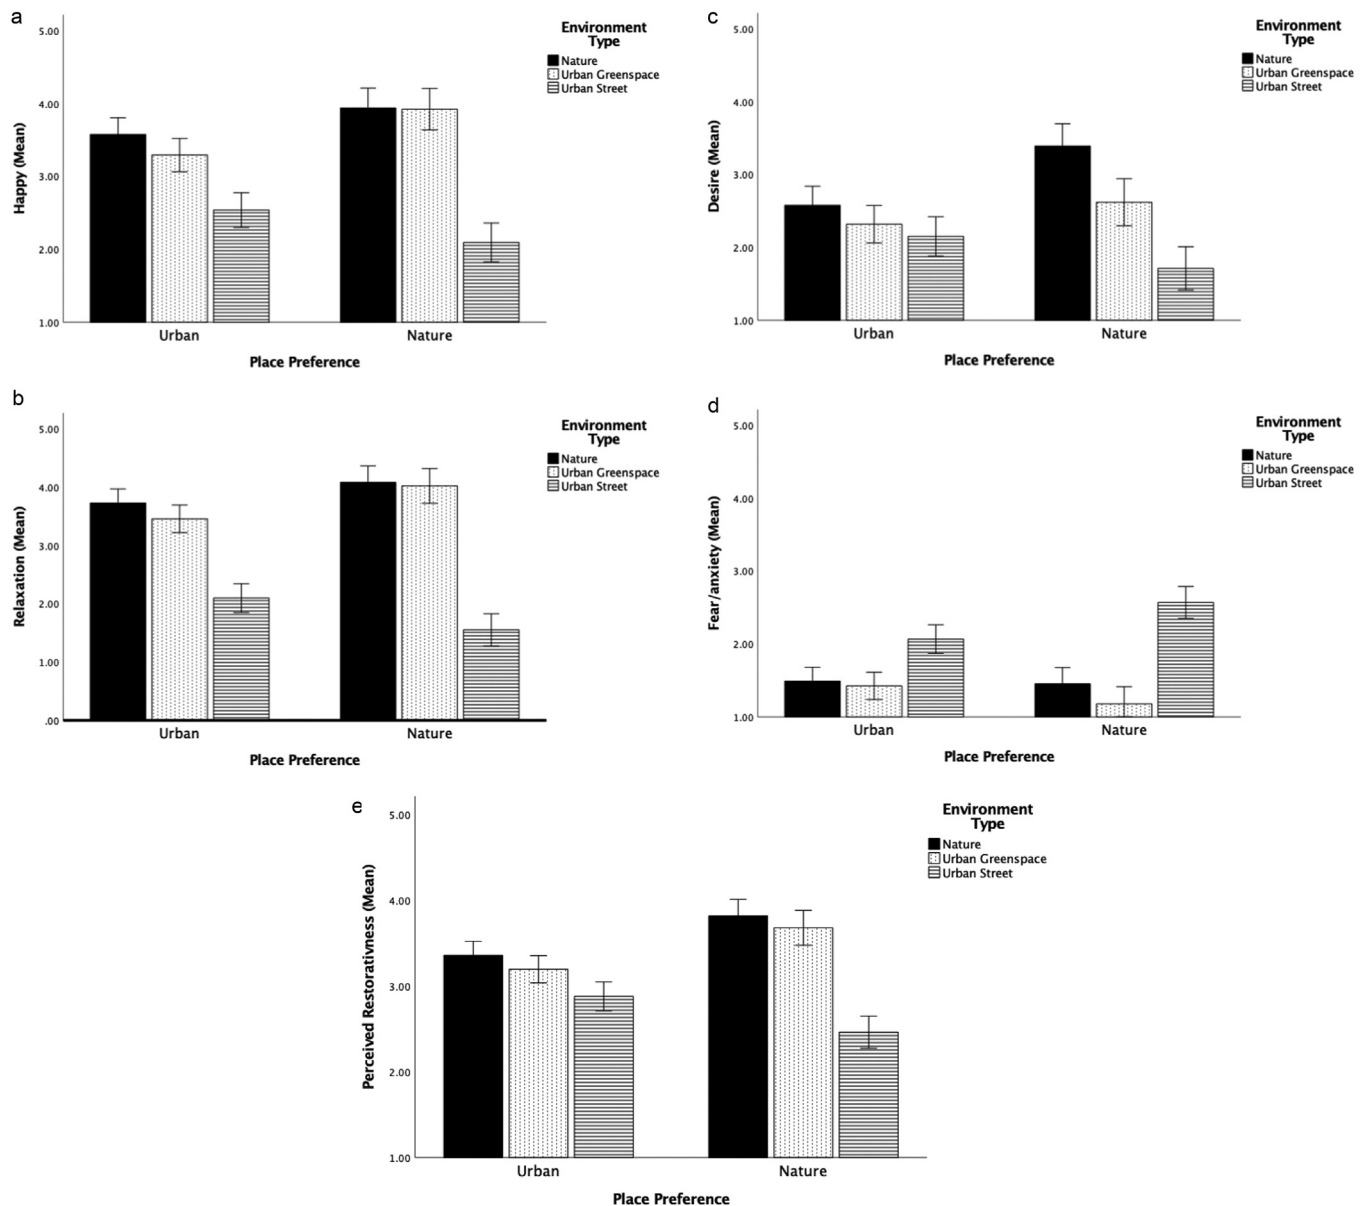 a
Happy (Mean)
5.00
4.00
3.00
2.00
1.00
Urban
Nature
Place Preference
Environment
Type
Nature
Urban Greenspace
Urban Street
c
Desire (Mean)
5.00
4.00
3.00
2.00
1.00
Urban
Nature
Place Preference
Environment
Type
Nature
Urban Greenspace
Urban Street
b
Relaxation (Mean)
5.00
4.00
3.00
2.00
1.00
.00
Urban
Nature
Place Preference
Environment
Type
Nature
Urban Greenspace
Urban Street
d
Fear/anxiety (Mean)
5.00
4.00
3.00
2.00
1.00
Urban
Nature
Place Preference
Environment
Type
Nature
Urban Greenspace
Urban Street
e
Perceived Restorativness (Mean)
5.00
4.00
3.00
2.00
1.00
Urban
Nature
Place Preference
Environment
Type
Nature
Urban Greenspace
Urban Street